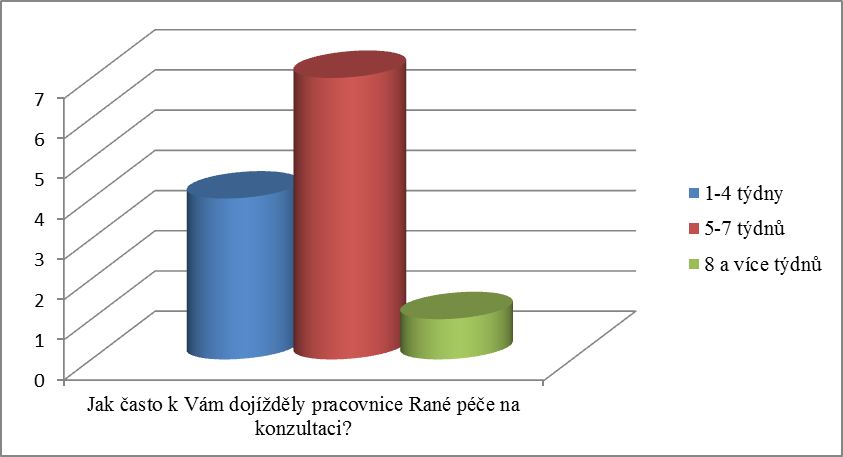 7
6
5
4
3
2
1
0
Jak často k Vám dojížděly pracovnice Rané péče na
konzultaci?
1-4 týdny
5-7 týdnů
8 a více týdnů